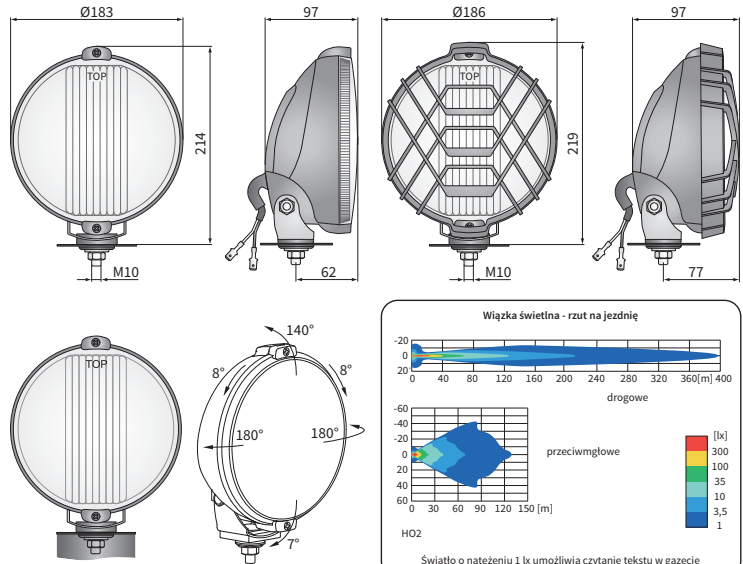 Ø183
97
Ø186
97
TOP
214
TOP
219
M10
62
M10
77
TOP
140°
8°
8°
180°
180°
7°
Wiązka świetlna - rzut na jezdnię
-20
0
20
0 40 80 120 160 200 240 280 320 360[m] 400
drogowe
-60
-40
-20
0
20
40
60
0 30 60 90 120 150 [m]
przeciwmgłowe
[lx]
300
100
35
10
3,5
1
HO2
Światło o natężeniu 1 lx umożliwia czytanie tekstu w gazecie